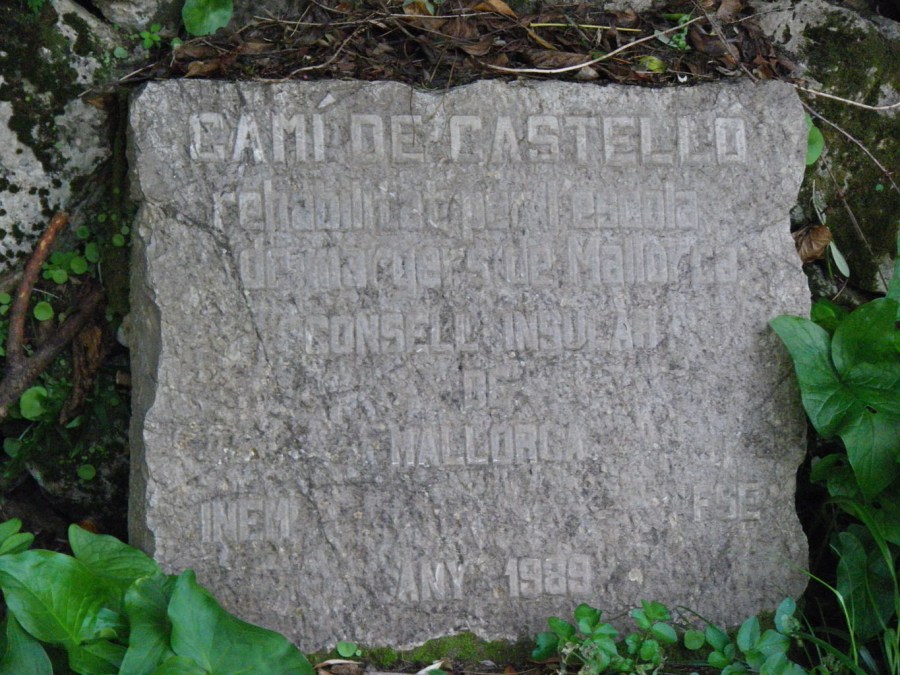 CAMÍ DE CASTELLÓ
rehabilitat per l'escola
de margers de Mallorca
CONSELL INSULAR
DE
MALLORCA
INEM FSE
ANY 1989